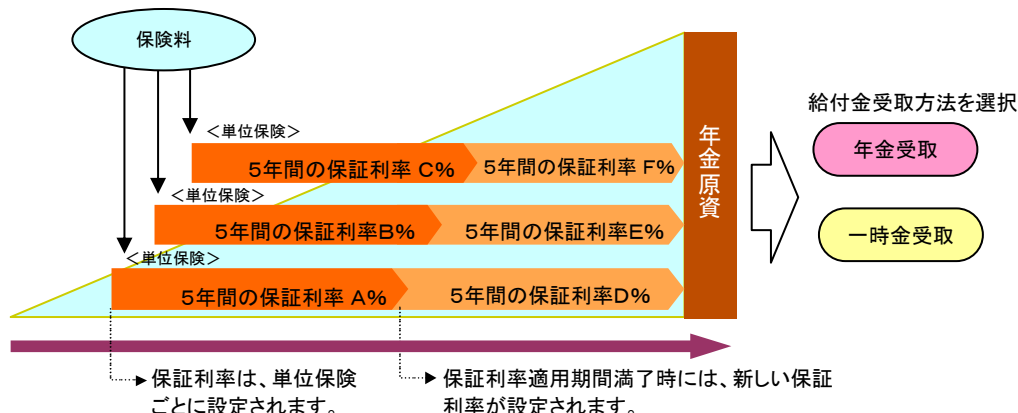 保険料
給付金受取方法を選択
＜単位保険＞
5年間の保証利率 C%
5年間の保証利率 F%
年金受取
＜単位保険＞
5年間の保証利率B%
5年間の保証利率E%
年金原資
一時金受取
＜単位保険＞
5年間の保証利率 A%
5年間の保証利率D%
保証利率は、単位保険
ごとに設定されます。
保証利率適用期間満了時には、新しい保証
利率が設定されます。